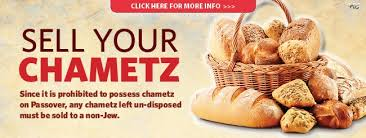 CLICK HERE FOR MORE INFO >>>
SELL YOUR
CHAMETZ
Since it is prohibited to possess chametz
on Passover, any chametz left un-disposed
must be sold to a non-Jew.